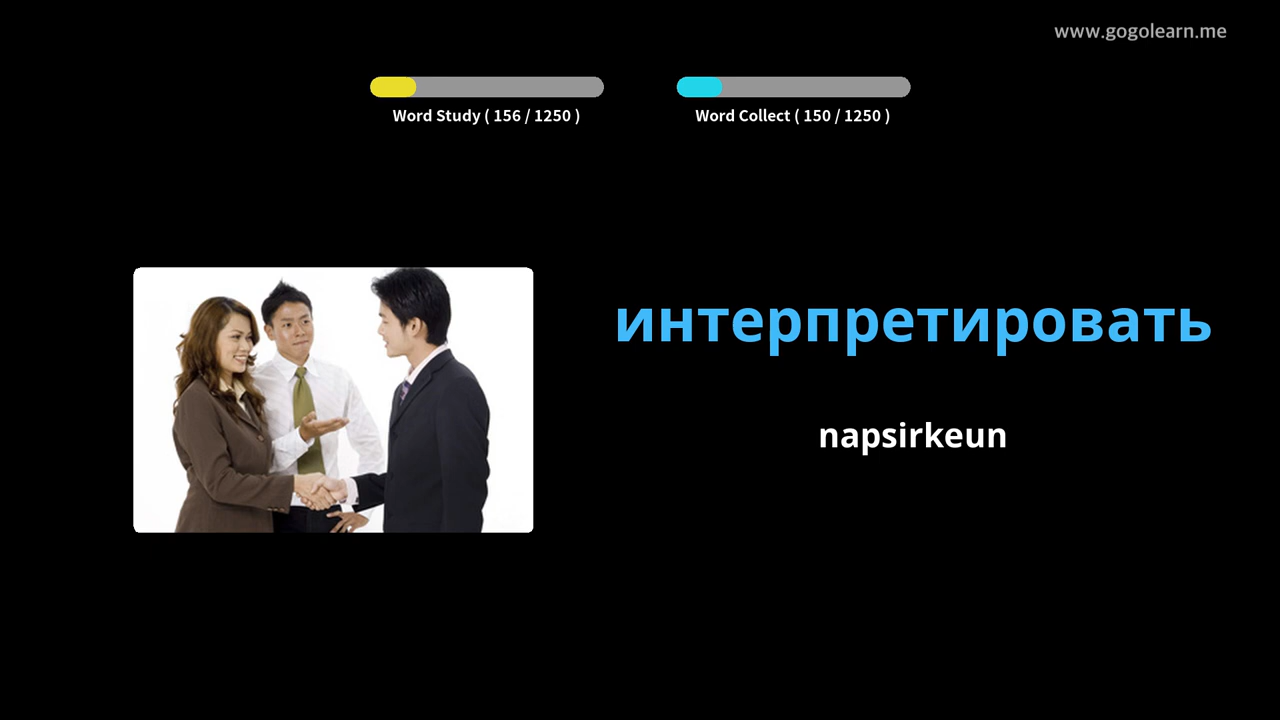 www.gogolearn.me
Word Study ( 156 / 1250 )
Word Collect ( 150 / 1250 )
интерпретировать
napsirkeun